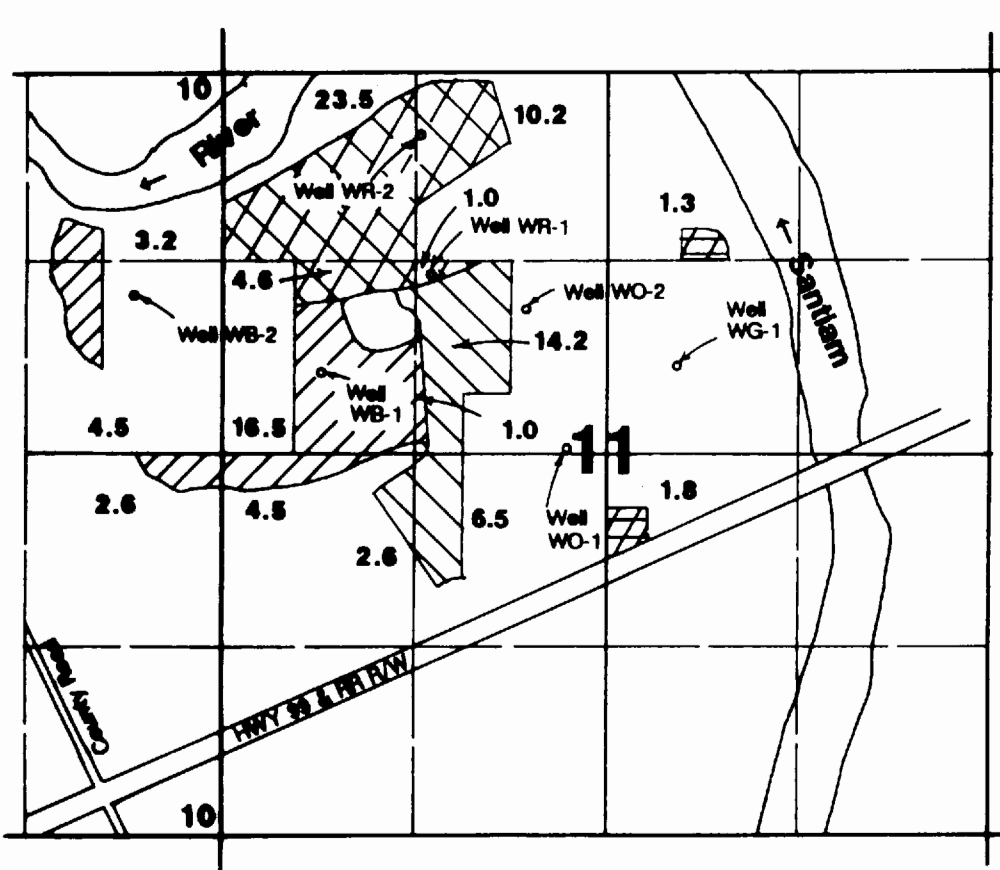 10
23.5
River
10.2
Well WR-2
1.0
Well WR-1
1.3
3.2
4.6
Well WO-2
Santiam
Well WB-2
Well
WG-1
14.2
Well
WB-1
4.5
16.5
1.0
11
2.6
4.5
6.5
Well
WO-1
1.8
2.6
County Road
HWY 99 & RR R/W
10